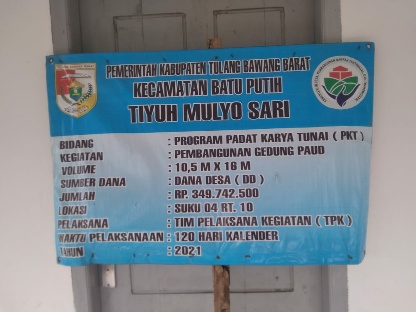 PEMERINTAH KABUPATEN TULANG BAWANG BARAT
KECAMATAN BATU PUTIH
TIYUH MULYO SARI
BIDANG : PROGRAM PADAT KARYA TUNAI ( PKT )
KEGIATAN : PEMBANGUNAN GEDUNG PAUD
VOLUME : 10,5 M X 16 M
SUMBER DANA : DANA DESA ( DD )
JUMLAH : RP. 349.742.500
LOKASI : SUKU 04 RT. 10
PELAKSANA : TIM PELAKSANA KEGIATAN ( TPK )
WAKTU PELAKSANAAN : 120 HARI KALENDER
TAHUN : 2021